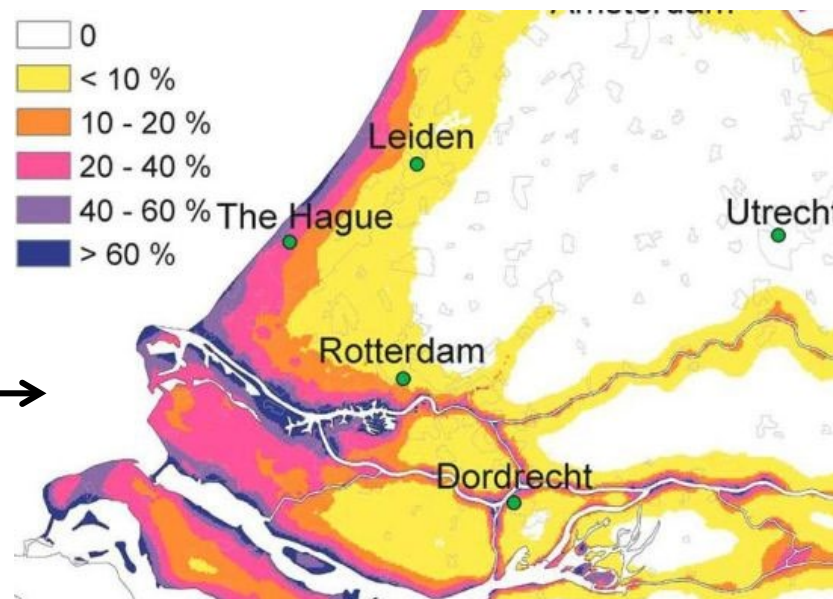 0
< 10 %
10 - 20 %
20 - 40 %
40 - 60 %
> 60 %
Leiden
The Hague
Utrecht
Rotterdam
Dordrecht